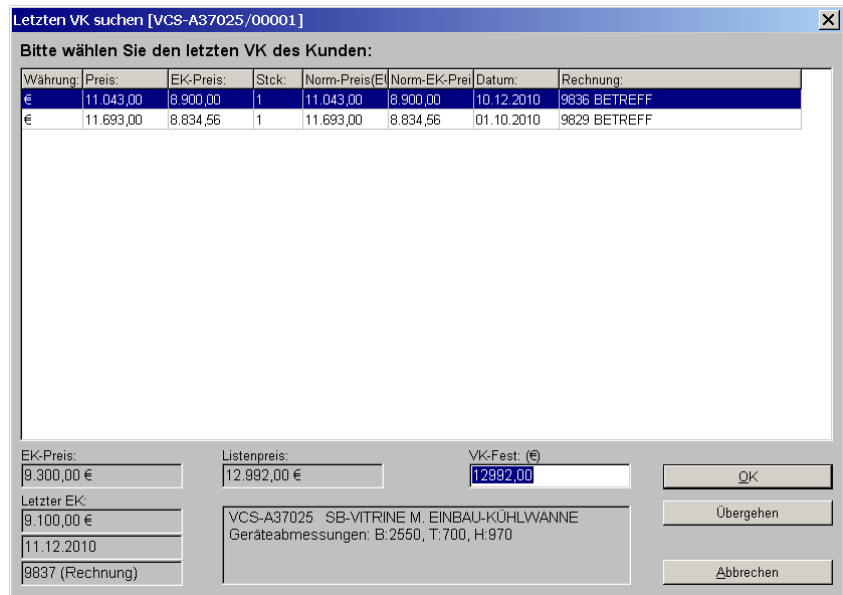 Letzten VK suchen [VCS-A37025/00001]
Bitte wählen Sie den letzten VK des Kunden:
Währung: Preis: EK-Preis: Stck: Norm-Preis(EU Norm-EK-Prei Datum: Rechnung:
€ 11.043,00 8.900,00 1 11.043,00 8.900,00 10.12.2010 9836 BETREFF
€ 11.693,00 8.834,56 1 11.693,00 8.834,56 01.10.2010 9829 BETREFF
EK-Preis: Listenpreis: VK-Fest: (€)
9.300,00 € 12.992,00 € 12992,00 OK
Letzter EK:
9.100,00 € VCS-A37025 SB-VITRINE M. EINBAU-KÜHLWANNE Übergehen
Geräteabmessungen: B:2550, T:700, H:970
11.12.2010
9837 (Rechnung) Abbrechen